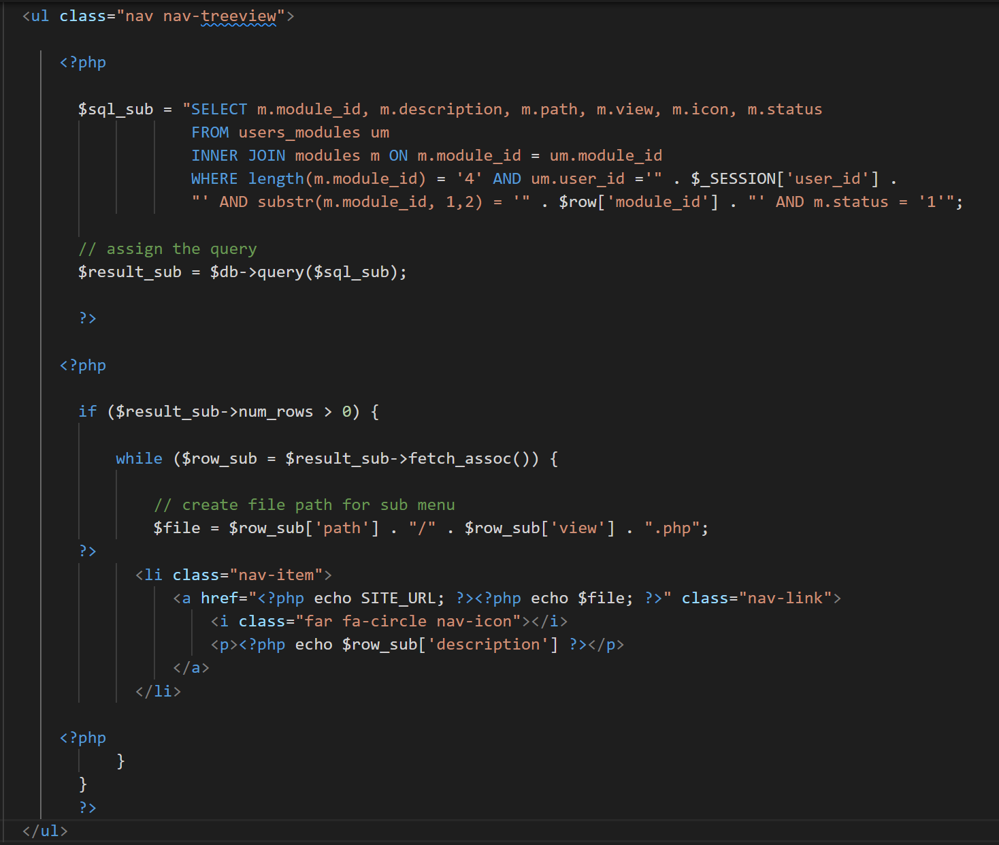 <ul class="nav nav-treeview">
<?php
$sql_sub = "SELECT m.module_id, m.description, m.path, m.view, m.icon, m.status
FROM users_modules um
INNER JOIN modules m ON m.module_id = um.module_id
WHERE length(m.module_id) = '4' AND um.user_id ='" . $_SESSION['user_id'] .
"' AND substr(m.module_id, 1,2) = '" . $row['module_id'] . "' AND m.status = '1'";
// assign the query
$result_sub = $db->query($sql_sub);
?>
<?php
if ($result_sub->num_rows > 0) {
while ($row_sub = $result_sub->fetch_assoc()) {
// create file path for sub menu
$file = $row_sub['path'] . "/" . $row_sub['view'] . ".php";
?>
<li class="nav-item">
<a href="<?php echo SITE_URL; ?><?php echo $file; ?>" class="nav-link">
<i class="far fa-circle nav-icon"></i>
<p><?php echo $row_sub['description'] ?></p>
</a>
</li>
<?php
}
}
?>
</ul>